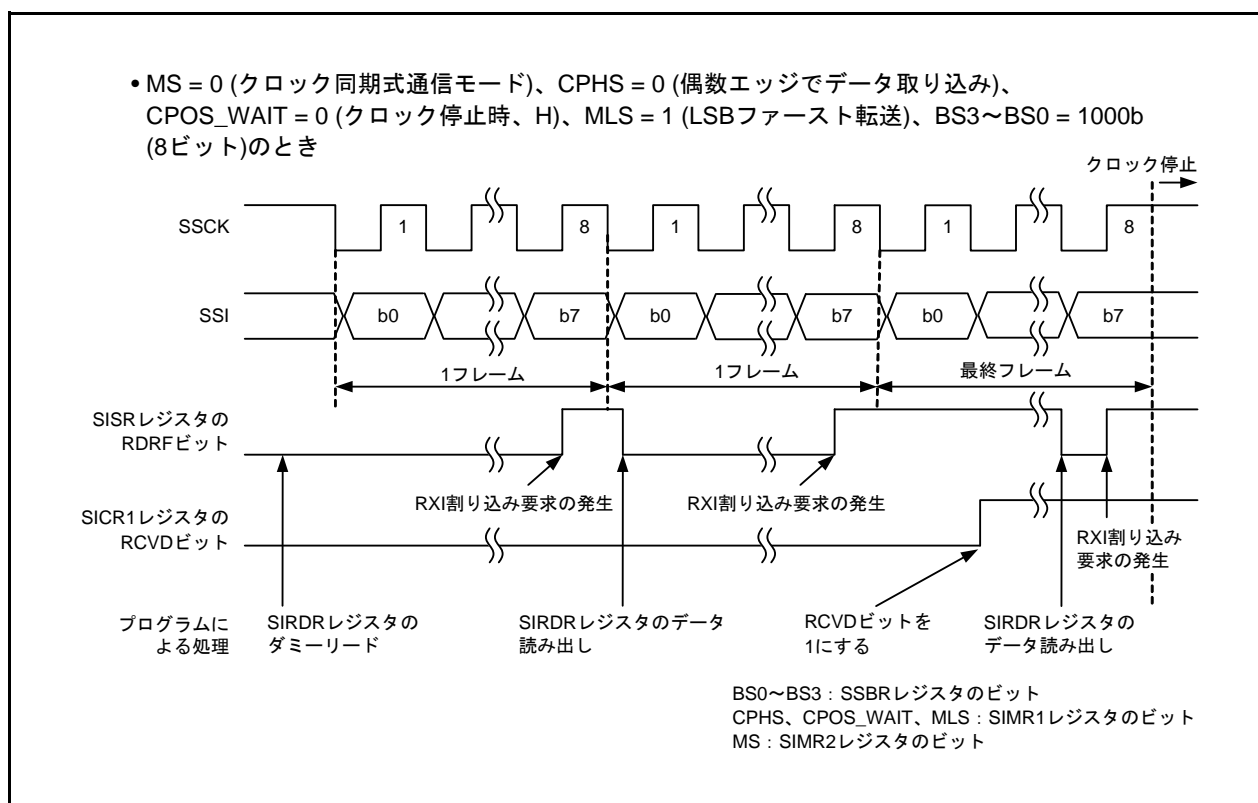 • MS = 0 (クロック同期式通信モード)、CPHS = 0 (偶数エッジでデータ取り込み)、
CPOS_WAIT = 0 (クロック停止時、H)、MLS = 1 (LSBファースト転送)、BS3～BS0 = 1000b
(8ビット)のとき
クロック停止
SSCK
1
8
1
8
1
8
SSI
b0
b7
b0
b7
b0
b7
1フレーム
1フレーム
最終フレーム
SISRレジスタの
RDRFビット
RXI割り込み要求の発生
RXI割り込み要求の発生
SICR1レジスタの
RCVDビット
RXI割り込み
要求の発生
プログラムに
よる処理
SIRDRレジスタの
ダミーリード
SIRDRレジスタのデータ
読み出し
RCVDビットを
1にする
SIRDRレジスタの
データ読み出し
BS0～BS3 : SSBRレジスタのビット
CPHS、CPOS_WAIT、MLS : SIMR1レジスタのビット
MS : SIMR2レジスタのビット